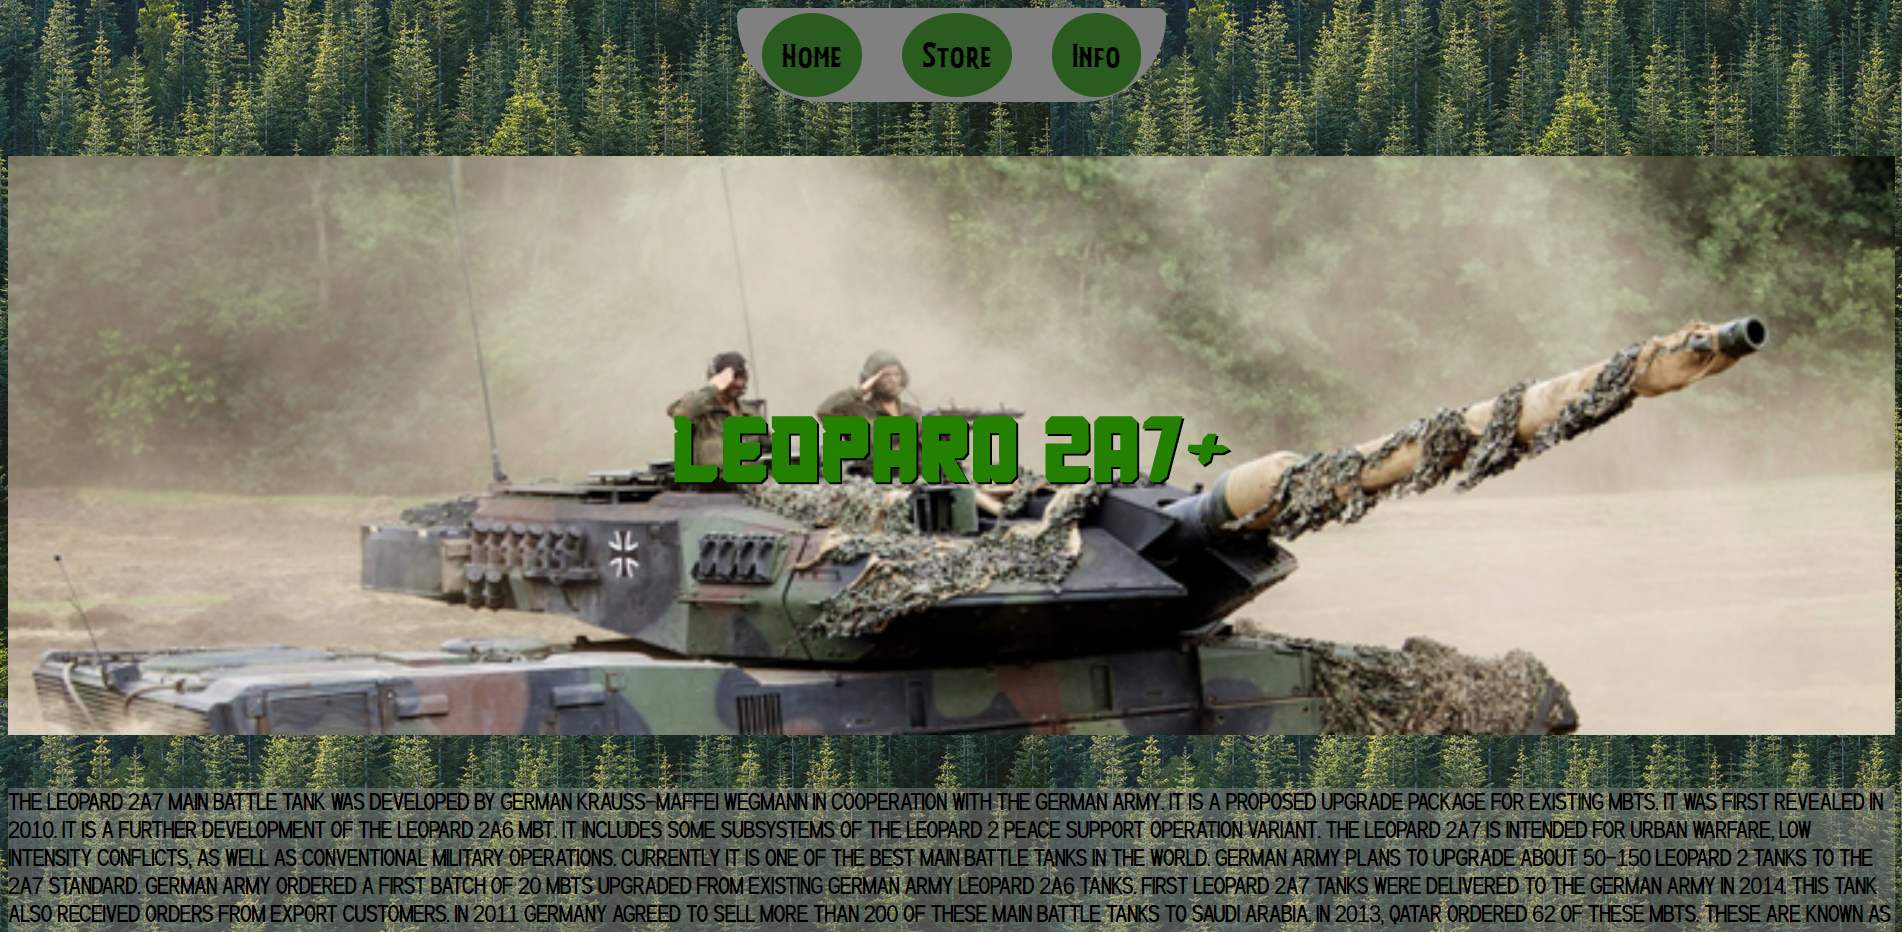 Home Store Info
LEOPARD 2A7+
THE LEOPARD 2A7 MAIN BATTLE TANK WAS DEVELOPED BY GERMAN KRAUSS-MAFFEI WEGMANN IN COOPERATION WITH THE GERMAN ARMY. IT IS A PROPOSED UPGRADE PACKAGE FOR EXISTING MBTS. IT WAS FIRST REVEALED IN
2010. IT IS A FURTHER DEVELOPMENT OF THE LEOPARD 2A6 MBT. IT INCLUDES SOME SUBSYSTEMS OF THE LEOPARD 2 PEACE SUPPORT OPERATION VARIANT. THE LEOPARD 2A7 IS INTENDED FOR URBAN WARFARE, LOW
INTENSITY CONFLICTS, AS WELL AS CONVENTIONAL MILITARY OPERATIONS. CURRENTLY IT IS ONE OF THE BEST MAIN BATTLE TANKS IN THE WORLD. GERMAN ARMY PLANS TO UPGRADE ABOUT 50-150 LEOPARD 2 TANKS TO THE
2A7 STANDARD. GERMAN ARMY ORDERED A FIRST BATCH OF 20 MBTS UPGRADED FROM EXISTING GERMAN ARMY LEOPARD 2A6 TANKS. FIRST LEOPARD 2A7 TANKS WERE DELIVERED TO THE GERMAN ARMY IN 2014. THIS TANK
ALSO RECEIVED ORDERS FROM EXPORT CUSTOMERS. IN 2011 GERMANY AGREED TO SELL MORE THAN 200 OF THESE MAIN BATTLE TANKS TO SAUDI ARABIA. IN 2013, QATAR ORDERED 62 OF THESE MBTS. THESE ARE KNOWN AS